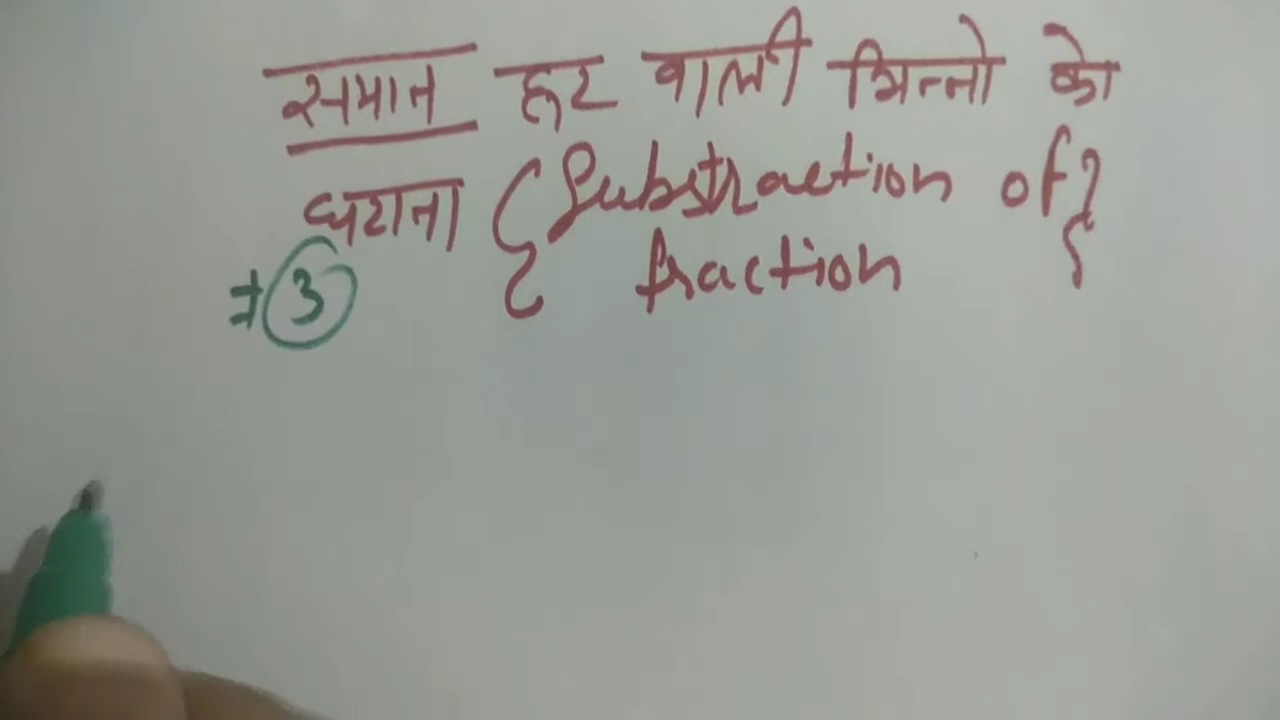 समान हर वाली भिन्नो को
घटाना { Substraction of }
fraction
⇒ 3